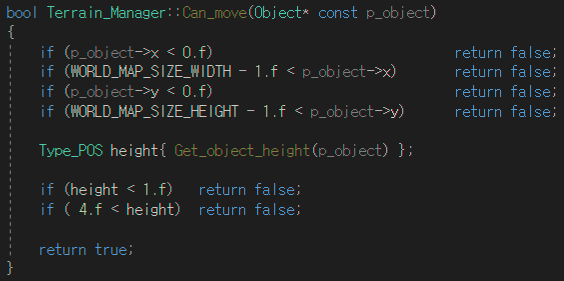 bool Terrain_Manager::Can_move(Object* const p_object)
{
if (p_object->x < 0.f) return false;
if (WORLD_MAP_SIZE_WIDTH - 1.f < p_object->x) return false;
if (p_object->y < 0.f) return false;
if (WORLD_MAP_SIZE_HEIGHT - 1.f < p_object->y) return false;
Type_POS height{ Get_object_height(p_object) };
if (height < 1.f) return false;
if ( 4.f < height) return false;
return true;
}